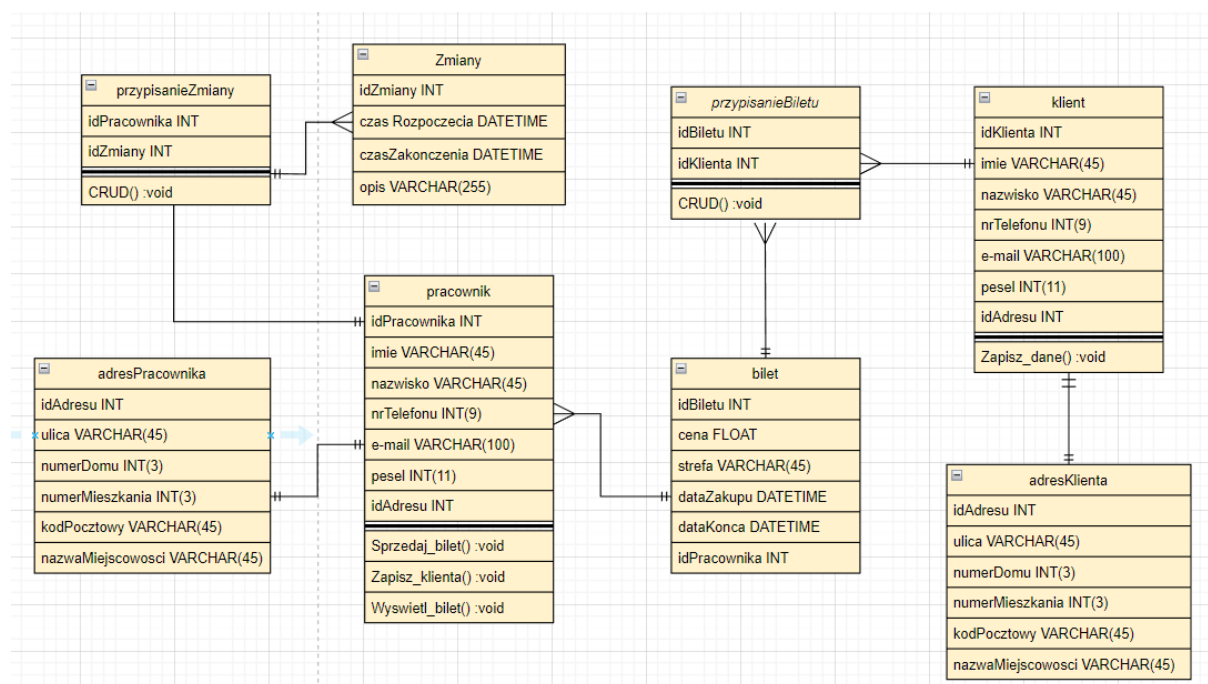 przypisanieZmiany
idPracownika INT
idZmiany INT
CRUD() :void
Zmiany
idZmiany INT
czas Rozpoczecia DATETIME
czasZakonczenia DATETIME
opis VARCHAR(255)
przypisanieBiletu
idBiletu INT
idKlienta INT
CRUD() :void
klient
idKlienta INT
imie VARCHAR(45)
nazwisko VARCHAR(45)
nrTelefonu INT(9)
e-mail VARCHAR(100)
pesel INT(11)
idAdresu INT
Zapisz_dane() :void
pracownik
idPracownika INT
imie VARCHAR(45)
nazwisko VARCHAR(45)
nrTelefonu INT(9)
e-mail VARCHAR(100)
pesel INT(11)
idAdresu INT
Sprzedaj_bilet() :void
Zapisz_klienta() :void
Wyswietl_bilet() :void
adresPracownika
idAdresu INT
ulica VARCHAR(45)
numerDomu INT(3)
numerMieszkania INT(3)
kodPocztowy VARCHAR(45)
nazwaMiejscowosci VARCHAR(45)
bilet
idBiletu INT
cena FLOAT
strefa VARCHAR(45)
dataZakupu DATETIME
dataKonca DATETIME
idPracownika INT
adresKlienta
idAdresu INT
ulica VARCHAR(45)
numerDomu INT(3)
numerMieszkania INT(3)
kodPocztowy VARCHAR(45)
nazwaMiejscowosci VARCHAR(45)